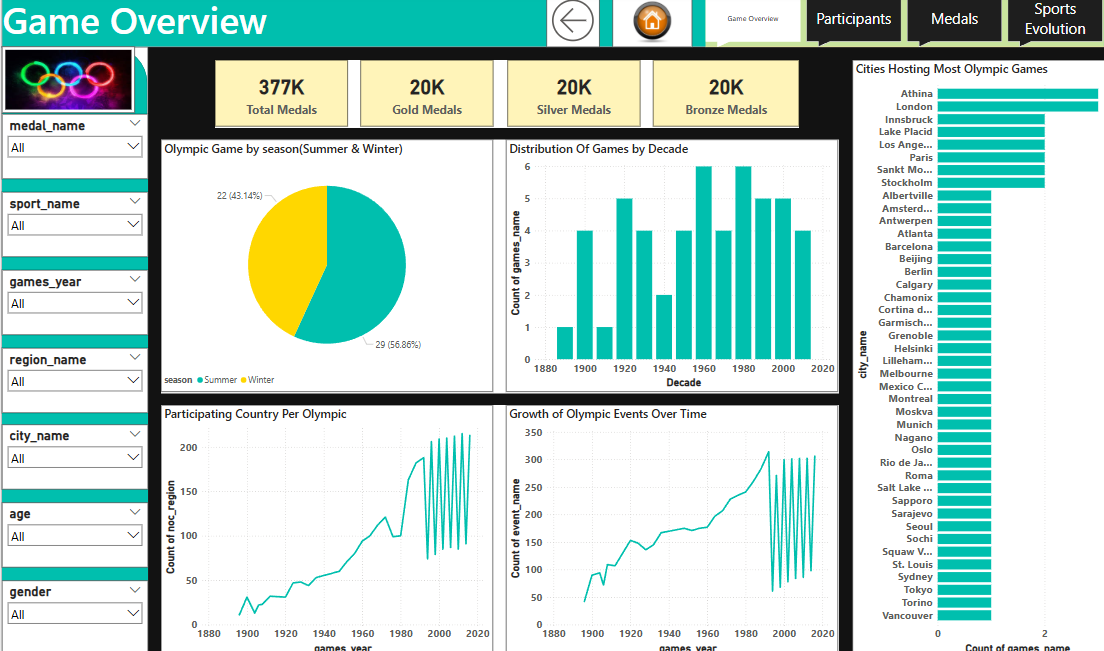 Game Overview
Game Overview
Participants
Medals
Sports
Evolution
medal_name
All
sport_name
All
games_year
All
region_name
All
city_name
All
age
All
gender
All
377K
Total Medals
20K
Gold Medals
20K
Silver Medals
20K
Bronze Medals
Olympic Game by season(Summer & Winter)
22 (43.14%)
29 (56.86%)
season Summer Winter
Distribution Of Games by Decade
Count of games_name
6
5
4
3
2
1
0
1880 1900 1920 1940 1960 1980 2000 2020
Decade
Participating Country Per Olympic
Count of noc_region
200
150
100
50
0
1880 1900 1920 1940 1960 1980 2000 2020
games_year
Growth of Olympic Events Over Time
Count of event_name
350
300
250
200
150
100
50
0
1880 1900 1920 1940 1960 1980 2000 2020
games_year
Cities Hosting Most Olympic Games
city_name
Athina
London
Innsbruck
Lake Placid
Los Ange...
Paris
Sankt Mo...
Stockholm
Albertville
Amsterd...
Antwerpen
Atlanta
Barcelona
Beijing
Berlin
Calgary
Chamonix
Cortina d...
Garmisch...
Grenoble
Helsinki
Lilleham...
Melbourne
Mexico C...
Montreal
Moskva
Munich
Nagano
Oslo
Rio de Ja...
Roma
Salt Lake ...
Sapporo
Sarajevo
Seoul
Sochi
Squaw V...
St. Louis
Sydney
Tokyo
Torino
Vancouver
0 2
Count of games_name